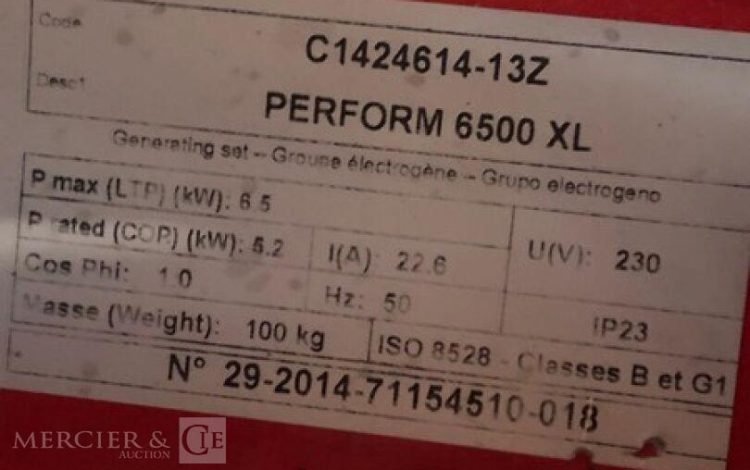 Code C1424614-13Z
Desct PERFORM 6500 XL
Generating set – Groupe électrogène – Grupo electrogeno
P max (LTP) (kW): 6.5
P rated (COP) (kW): 5.2 I(A): 22.6 U(V): 230
Cos Phi: 1.0 Hz: 50 IP23
Masse (Weight): 100 kg ISO 8528 - Classes B et G1
N° 29-2014-71154510-018
MERCIER & CIE
AUCTION